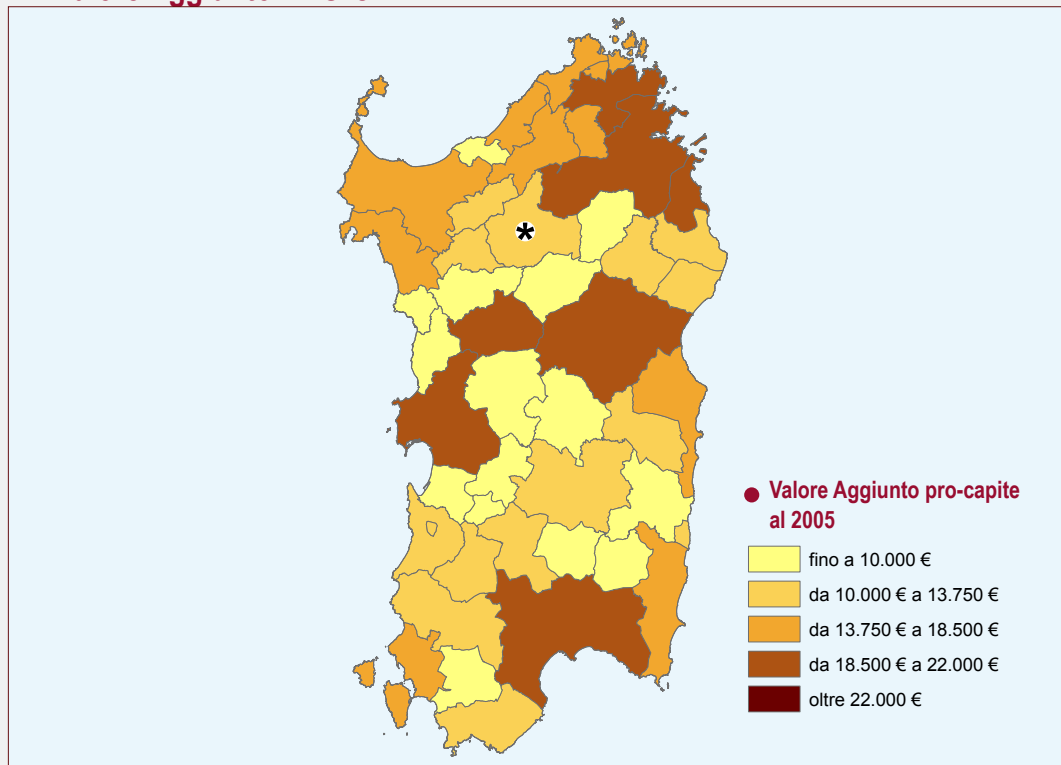 ● Valore Aggiunto pro-capite
al 2005
fino a 10.000 €
da 10.000 € a 13.750 €
da 13.750 € a 18.500 €
da 18.500 € a 22.000 €
oltre 22.000 €
*